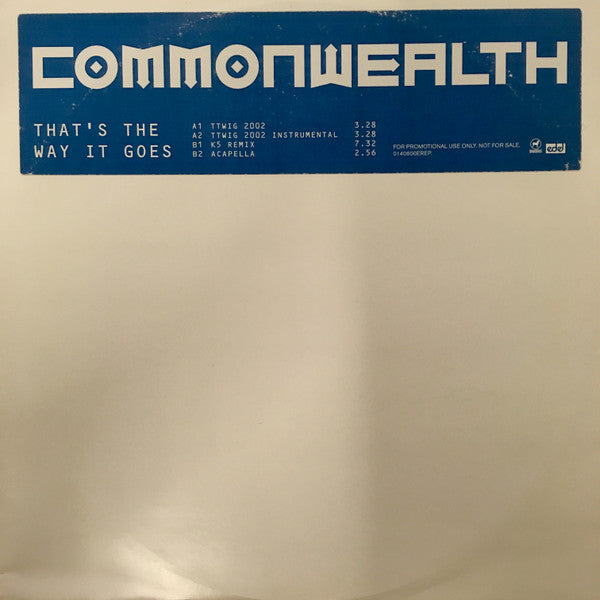 COMMONWEALTH
THAT'S THE
WAY IT GOES
A1 TTWIG 2002 3.28
A2 TTWIG 2002 INSTRUMENTAL 3.28
B1 K5 REMIX 7.32
B2 ACAPELLA 2.56
FOR PROMOTIONAL USE ONLY. NOT FOR SALE.
0140600EREP.
edel